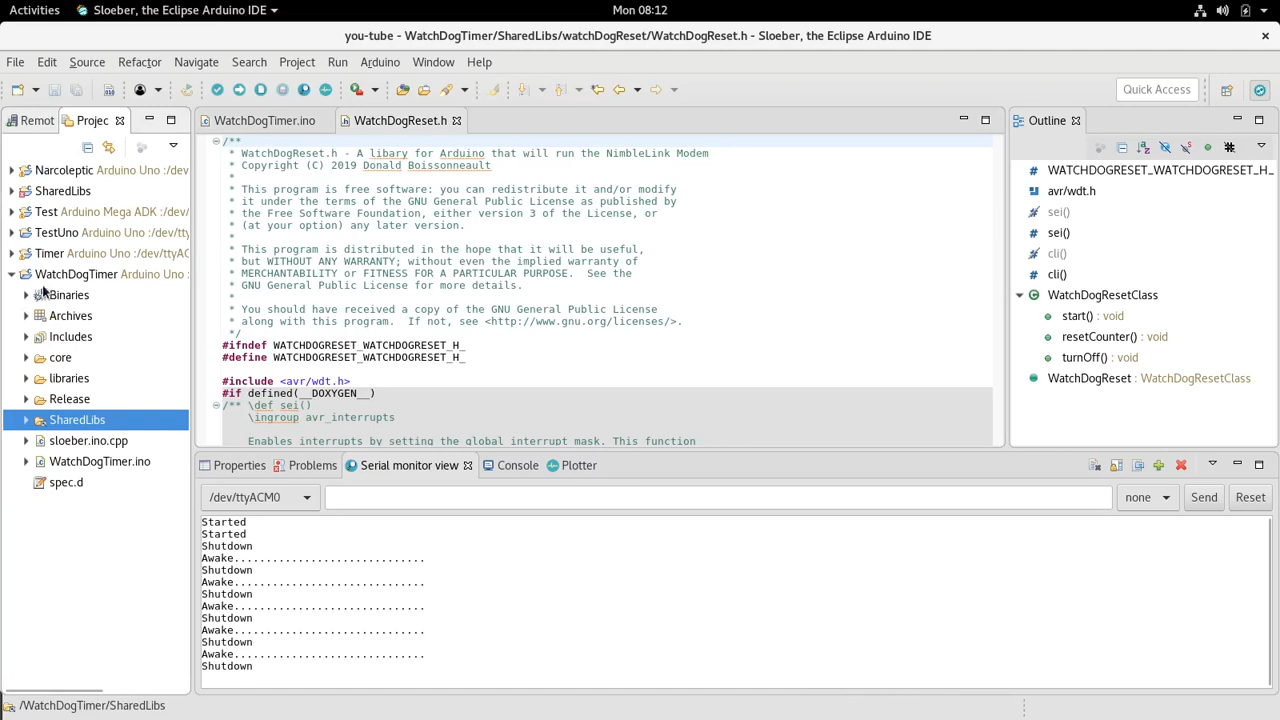 Activities
Sloeber, the Eclipse Arduino IDE
Mon 08:12
you-tube - WatchDogTimer/SharedLibs/watchDogReset/WatchDogReset.h - Sloeber, the Eclipse Arduino IDE
File Edit Source Refactor Navigate Search Project Run Arduino Window Help
Quick Access
Remot
Projec
Narcoleptic Arduino Uno :/dev
SharedLibs
Test Arduino Mega ADK :/dev/
TestUno Arduino Uno :/dev/tty
Timer Arduino Uno :/dev/ttyAC
WatchDogTimer Arduino Uno :
Binaries
Archives
Includes
core
libraries
Release
SharedLibs
sloeber.ino.cpp
WatchDogTimer.ino
spec.d
WatchDogTimer.ino
WatchDogReset.h
/**
* WatchDogReset.h - A libary for Arduino that will run the NimbleLink Modem
* Copyright (C) 2019 Donald Boissonneault
*
* This program is free software: you can redistribute it and/or modify
* it under the terms of the GNU General Public License as published by
* the Free Software Foundation, either version 3 of the License, or
* (at your option) any later version.
*
* This program is distributed in the hope that it will be useful,
* but WITHOUT ANY WARRANTY; without even the implied warranty of
* MERCHANTABILITY or FITNESS FOR A PARTICULAR PURPOSE.  See the
* GNU General Public License for more details.
*
* You should have received a copy of the GNU General Public License
* along with this program.  If not, see <http://www.gnu.org/licenses/>.
*/
#ifndef WATCHDOGRESET_WATCHDOGRESET_H_
#define WATCHDOGRESET_WATCHDOGRESET_H_
#include <avr/wdt.h>
#if defined(__DOXYGEN__)
/** \def sei()
\ingroup avr_interrupts
Enables interrupts by setting the global interrupt mask. This function
Outline
WATCHDOGRESET_WATCHDOGRESET_H_
avr/wdt.h
sei()
sei()
cli()
cli()
WatchDogResetClass
start() : void
resetCounter() : void
turnOff() : void
WatchDogReset : WatchDogResetClass
Properties
Problems
Serial monitor view
Console
Plotter
/dev/ttyACM0
none
Send
Reset
Started
Started
Shutdown
Awake..............................
Shutdown
Awake..............................
Shutdown
Awake..............................
Shutdown
Awake..............................
Shutdown
Awake..............................
Shutdown
/WatchDogTimer/SharedLibs